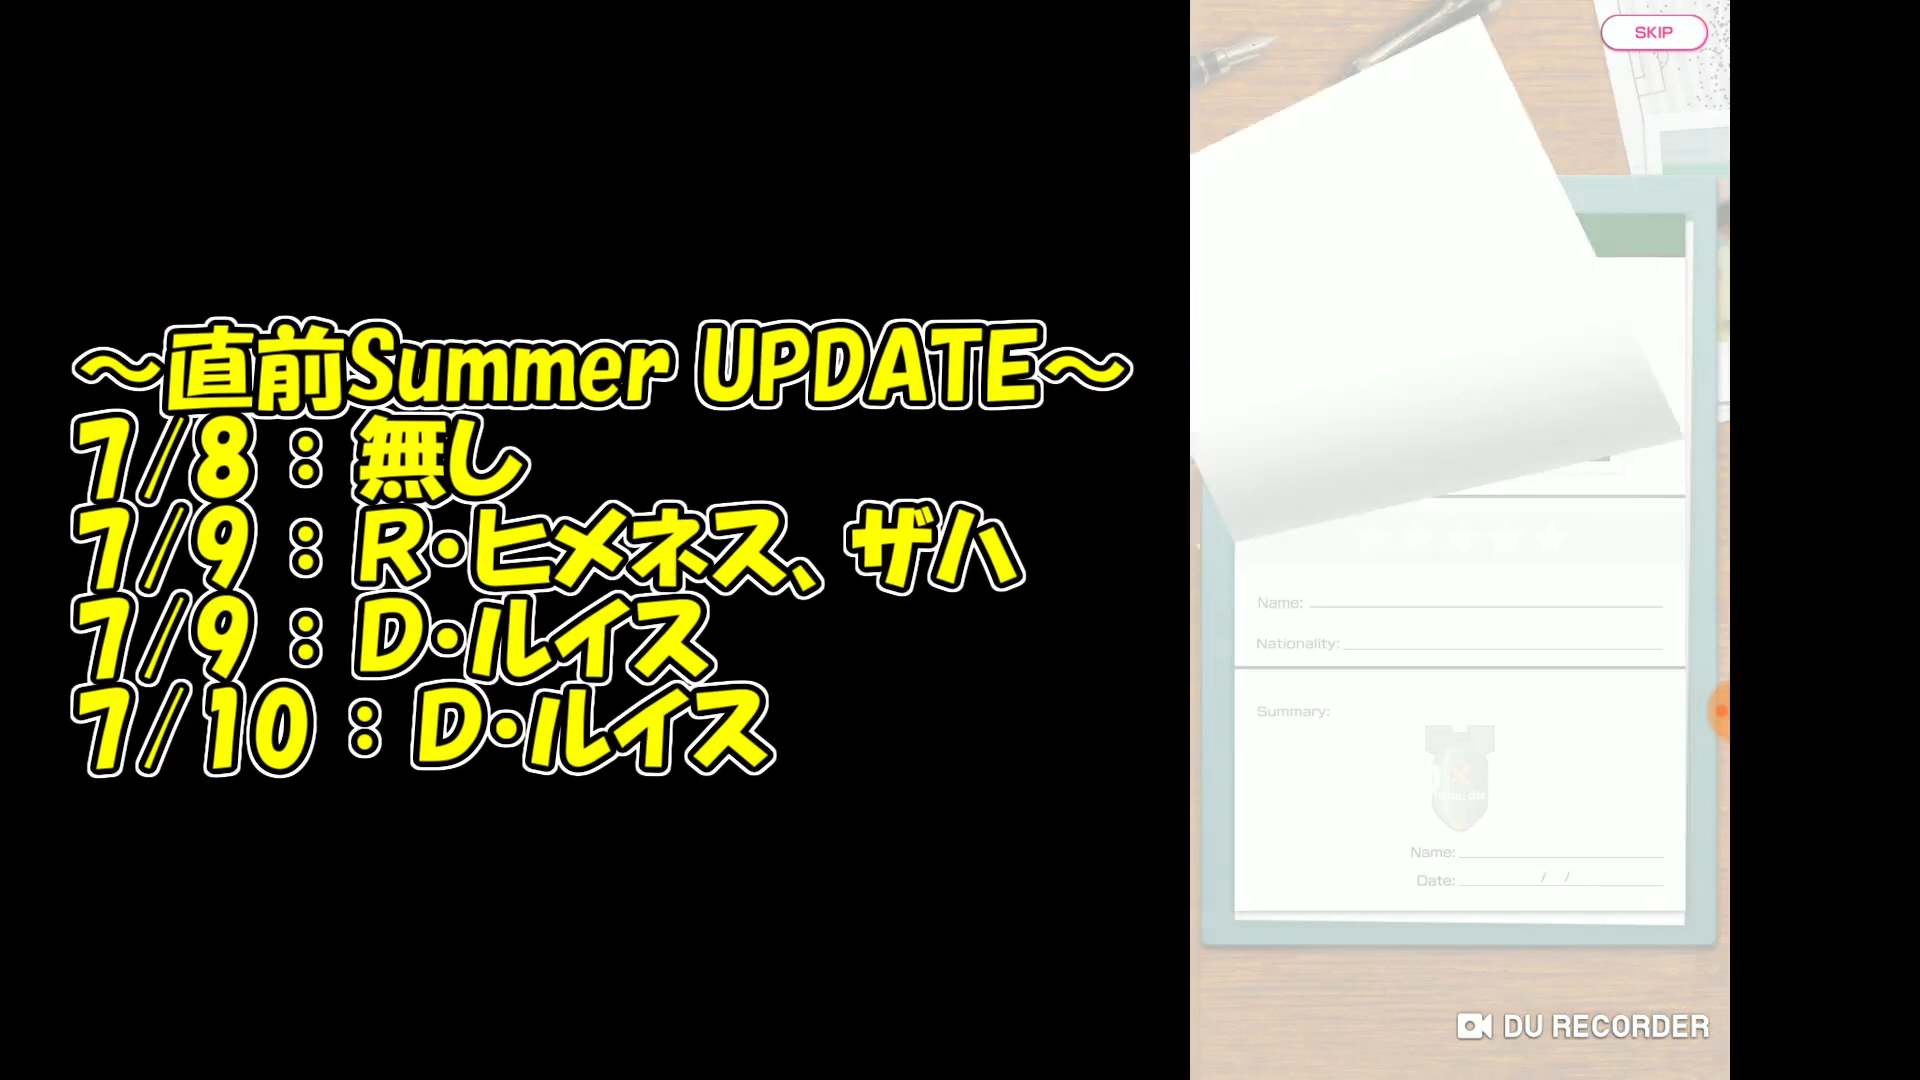 ～直前Summer UPDATE～
7/8：無し
7/9：R・ヒメネス、ザハ
7/9：D・ルイス
7/10：D・ルイス
SKIP
Name:
Nationality:
Summary:
Name:
Date: / /
DU RECORDER